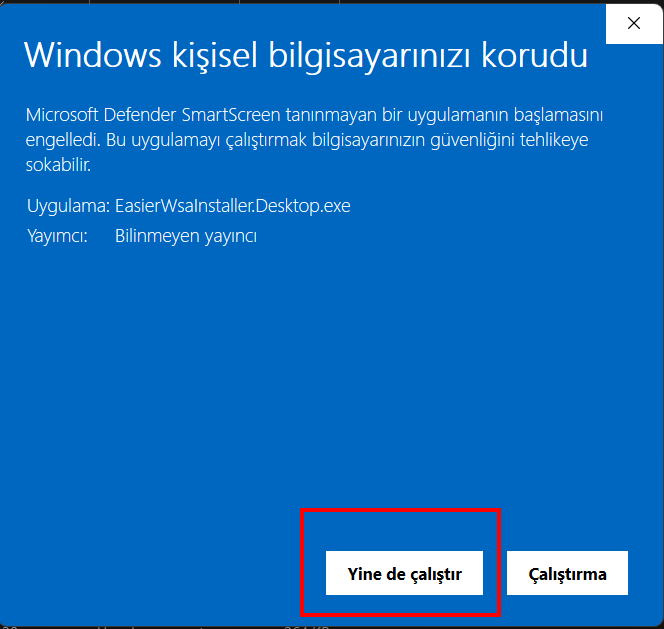 Windows kişisel bilgisayarınızı korudu
Microsoft Defender SmartScreen tanınmayan bir uygulamanın başlamasını
engelledi. Bu uygulamayı çalıştırmak bilgisayarınızın güvenliğini tehlikeye
sokabilir.
Uygulama: EasierWsaInstaller.Desktop.exe
Yayımcı: Bilinmeyen yayıncı
Yine de çalıştır Çalıştırma